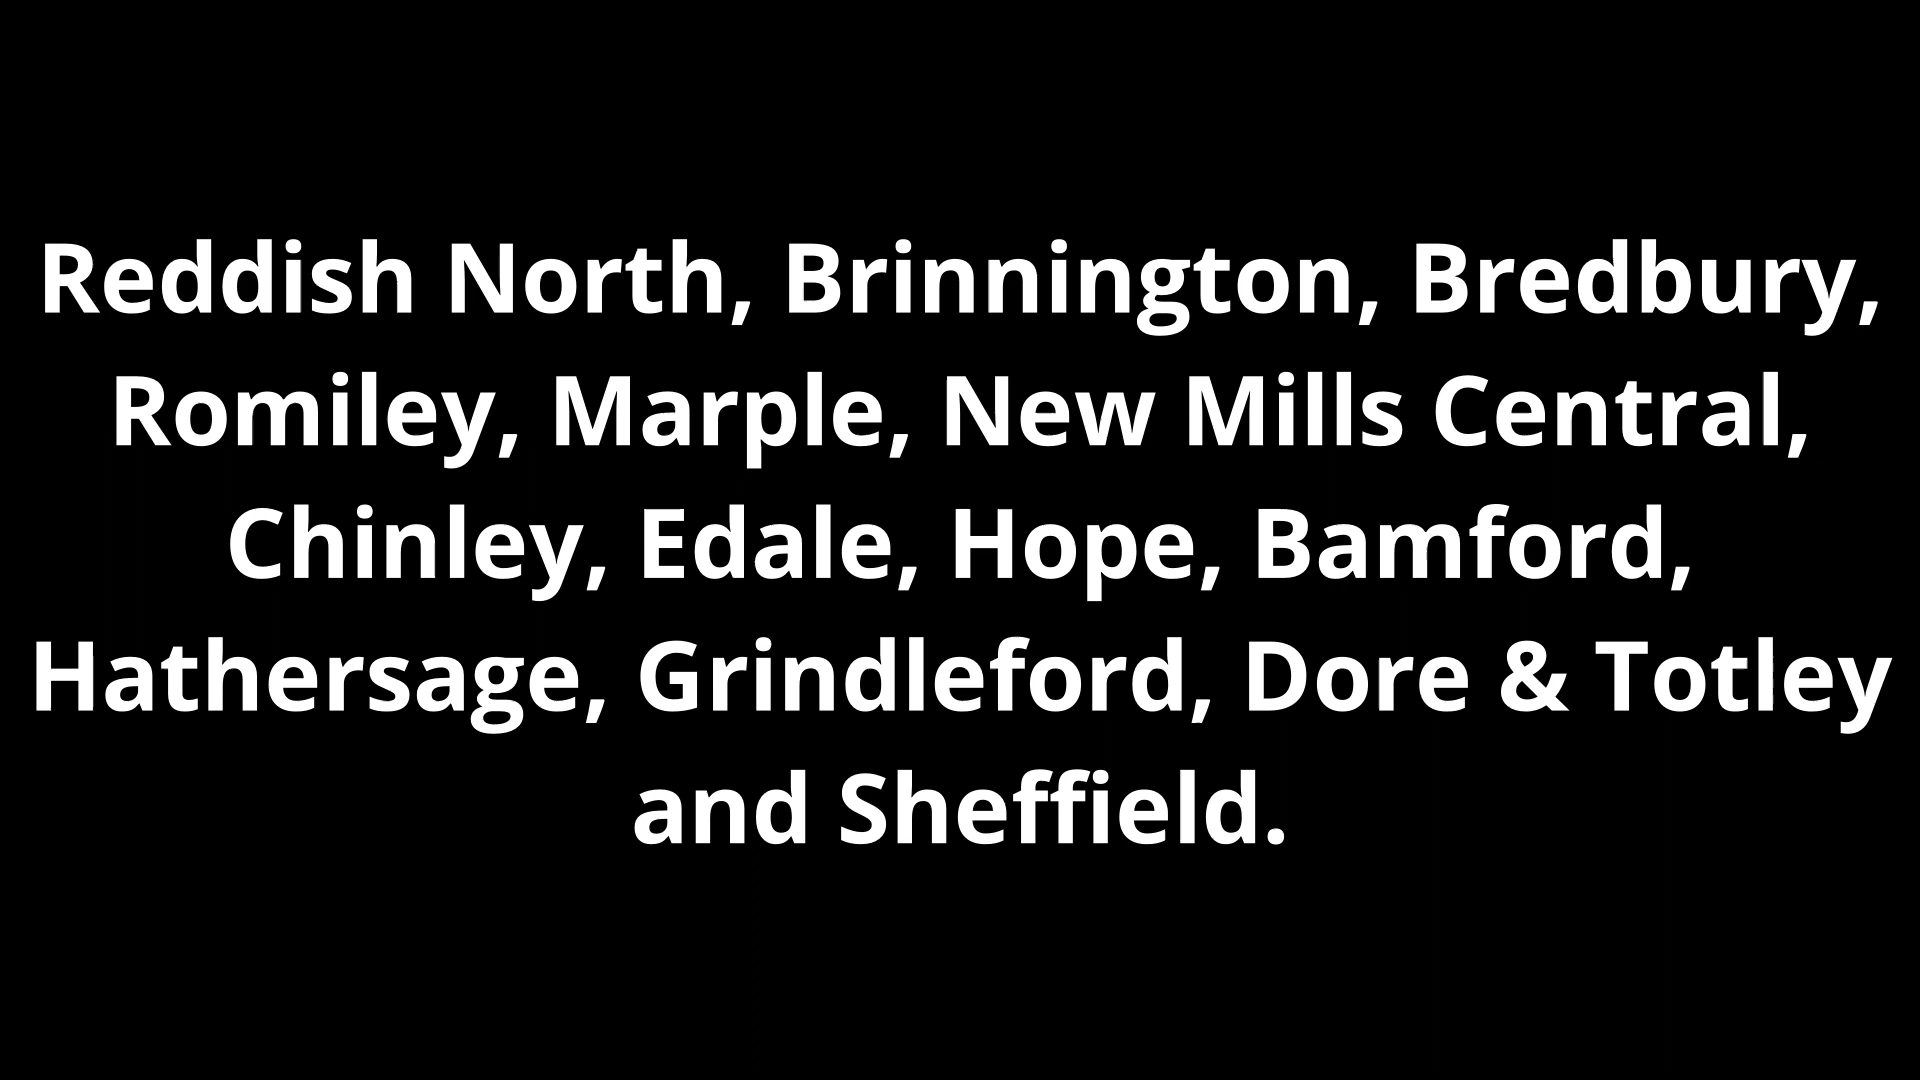 Reddish North, Brinnington, Bredbury,
Romiley, Marple, New Mills Central,
Chinley, Edale, Hope, Bamford,
Hathersage, Grindleford, Dore & Totley
and Sheffield.